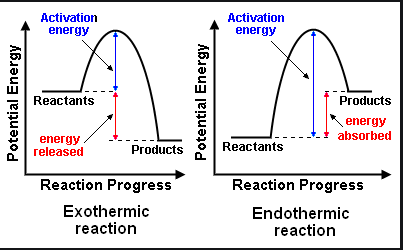 Potential Energy
Activation
energy
Reactants
energy
released
Products
Reaction Progress
Exothermic
reaction
Potential Energy
Activation
energy
Products
energy
absorbed
Reactants
Reaction Progress
Endothermic
reaction